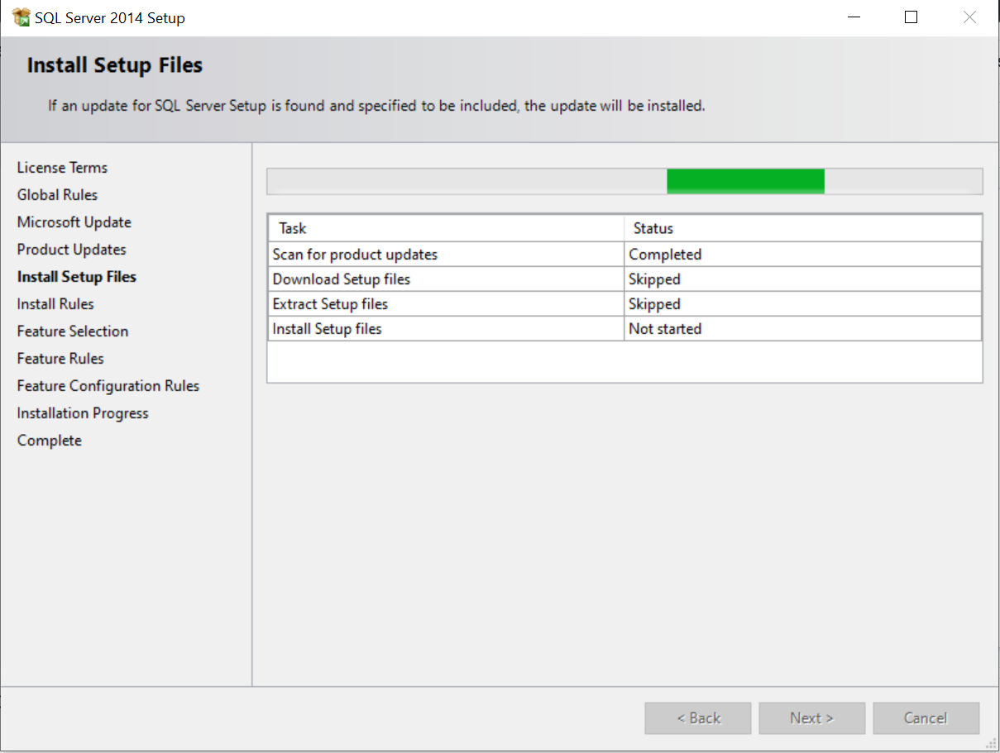 SQL Server 2014 Setup
Install Setup Files
If an update for SQL Server Setup is found and specified to be included, the update will be installed.
License Terms
Global Rules
Microsoft Update
Product Updates
Install Setup Files
Install Rules
Feature Selection
Feature Rules
Feature Configuration Rules
Installation Progress
Complete
Task Status
Scan for product updates Completed
Download Setup files Skipped
Extract Setup files Skipped
Install Setup files Not started
< Back Next > Cancel